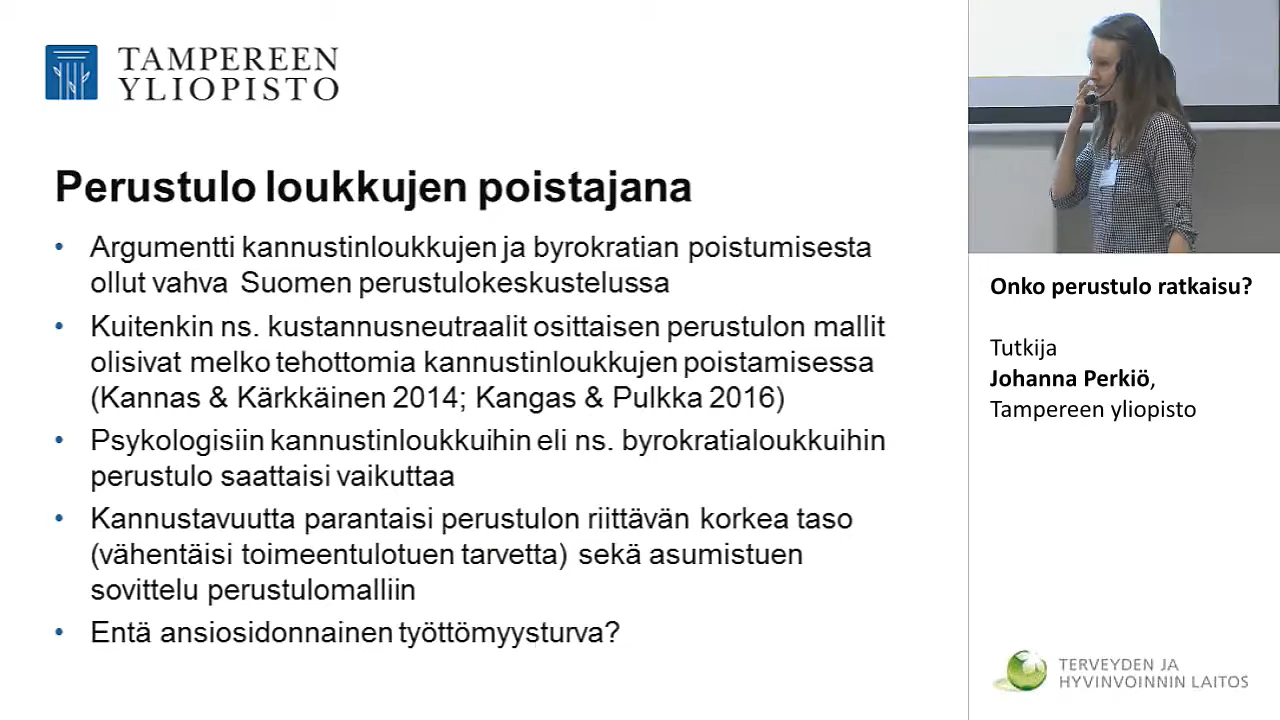 TAMPEREEN
YLIOPISTO
Perustulo loukkujen poistajana
• Argumentti kannustinloukkujen ja byrokratian poistumisesta
ollut vahva Suomen perustulokeskustelussa
• Kuitenkin ns. kustannusneutraalit osittaisen perustulon mallit
olisivat melko tehottomia kannustinloukkujen poistamisessa
(Kannas & Kärkkäinen 2014; Kangas & Pulkka 2016)
• Psykologisiin kannustinloukkuihin eli ns. byrokratialoukkuihin
perustulo saattaisi vaikuttaa
• Kannustavuutta parantaisi perustulon riittävän korkea taso
(vähentäisi toimeentulotuen tarvetta) sekä asumistuen
sovittelu perustulomalliin
• Entä ansiosidonnainen työttömyysturva?
Onko perustulo ratkaisu?
Tutkija
Johanna Perkiö,
Tampereen yliopisto
TERVEYDEN JA
HYVINVOINNIN LAITOS